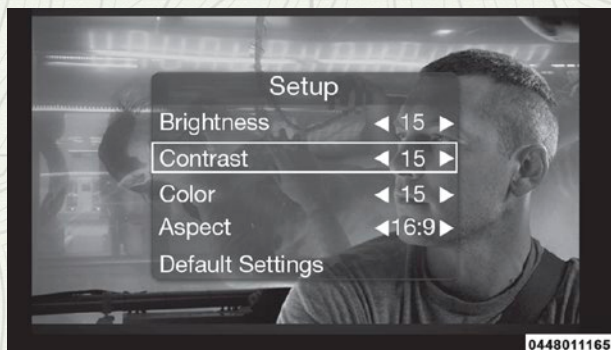 Setup
Brightness ◀ 15 ▶
Contrast ◀ 15 ▶
Color ◀ 15 ▶
Aspect ◀16:9▶
Default Settings
0448011165